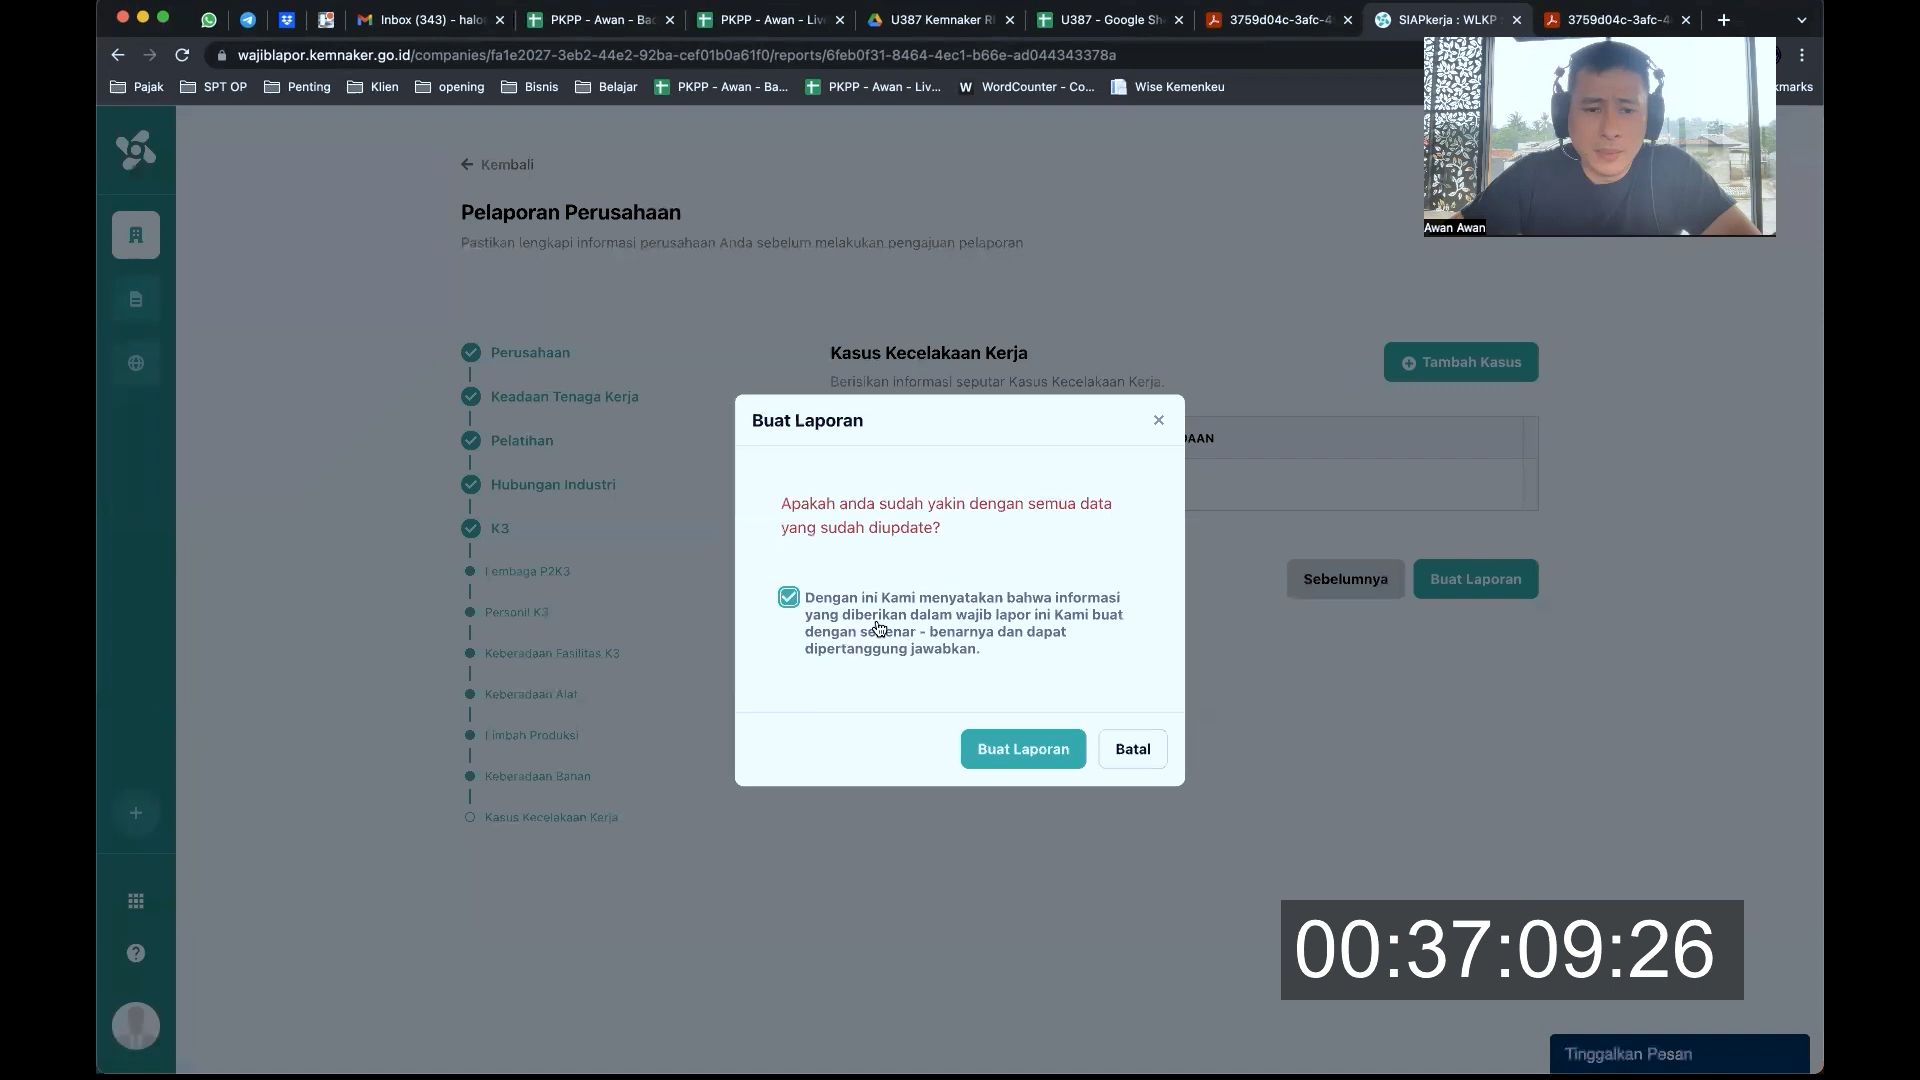 Inbox (343) - halo
PKPP - Awan - Ba
PKPP - Awan - Liv
U387 Kemnaker RI
U387 - Google Sh
3759d04c-3afc-4
SIAPkerja : WLKP
3759d04c-3afc-4
wajiblapor.kemnaker.go.id/companies/fa1e2027-3eb2-44e2-92ba-cef01b0a61f0/reports/6feb0f31-8464-4ec1-b66e-ad044343378a
Pajak
SPT OP
Penting
Klien
opening
Bisnis
Belajar
PKPP - Awan - Ba...
PKPP - Awan - Liv...
WordCounter - Co...
Wise Kemenkeu
marks
Awan Awan
Kembali
Pelaporan Perusahaan
Pastikan lengkapi informasi perusahaan Anda sebelum melakukan pengajuan pelaporan
Perusahaan
Keadaan Tenaga Kerja
Pelatihan
Hubungan Industri
K3
Lembaga P2K3
Personil K3
Keberadaan Fasilitas K3
Keberadaan Alat
Limbah Produksi
Keberadaan Bahan
Kasus Kecelakaan Kerja
Kasus Kecelakaan Kerja
Berisikan informasi seputar Kasus Kecelakaan Kerja.
Tambah Kasus
DAAN
Sebelumnya
Buat Laporan
Buat Laporan
Apakah anda sudah yakin dengan semua data
yang sudah diupdate?
Dengan ini Kami menyatakan bahwa informasi
yang diberikan dalam wajib lapor ini Kami buat
dengan sebenar - benarnya dan dapat
dipertanggung jawabkan.
Buat Laporan
Batal
00:37:09:26
Tinggalkan Pesan